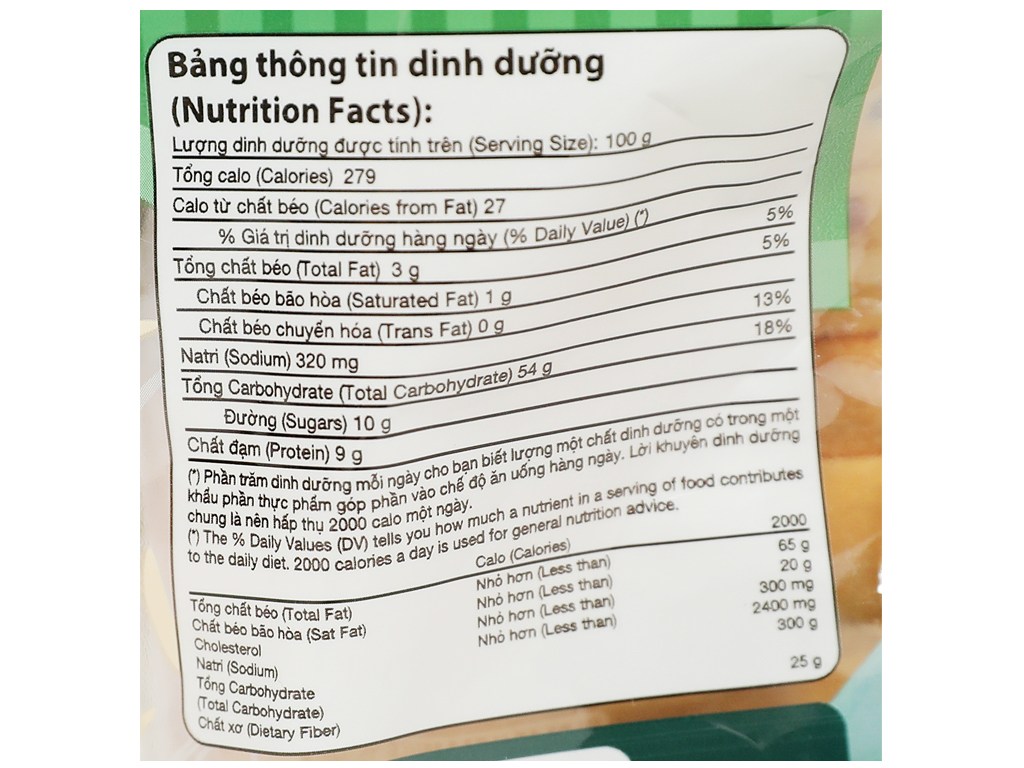 Bảng thông tin dinh dưỡng
(Nutrition Facts):
Lượng dinh dưỡng được tính trên (Serving Size): 100 g
Tổng calo (Calories) 279
Calo từ chất béo (Calories from Fat) 27
% Giá trị dinh dưỡng hàng ngày (% Daily Value) (*)
Tổng chất béo (Total Fat) 3 g 5%
Chất béo bão hòa (Saturated Fat) 1 g 5%
Chất béo chuyển hóa (Trans Fat) 0 g
Natri (Sodium) 320 mg 13%
Tổng Carbohydrate (Total Carbohydrate) 54 g 18%
Đường (Sugars) 10 g
Chất đạm (Protein) 9 g
(*) Phần trăm dinh dưỡng mỗi ngày cho bạn biết lượng một chất dinh dưỡng có trong một
khẩu phần thực phẩm góp phần vào chế độ ăn uống hàng ngày. Lời khuyên dinh dưỡng
chung là nên hấp thụ 2000 calo một ngày.
(*) The % Daily Values (DV) tells you how much a nutrient in a serving of food contributes
to the daily diet. 2000 calories a day is used for general nutrition advice.
Calo (Calories) 2000
Tổng chất béo (Total Fat) Nhỏ hơn (Less than) 65 g
Chất béo bão hòa (Sat Fat) Nhỏ hơn (Less than) 20 g
Cholesterol Nhỏ hơn (Less than) 300 mg
Natri (Sodium) Nhỏ hơn (Less than) 2400 mg
Tổng Carbohydrate 300 g
(Total Carbohydrate)
Chất xơ (Dietary Fiber) 25 g